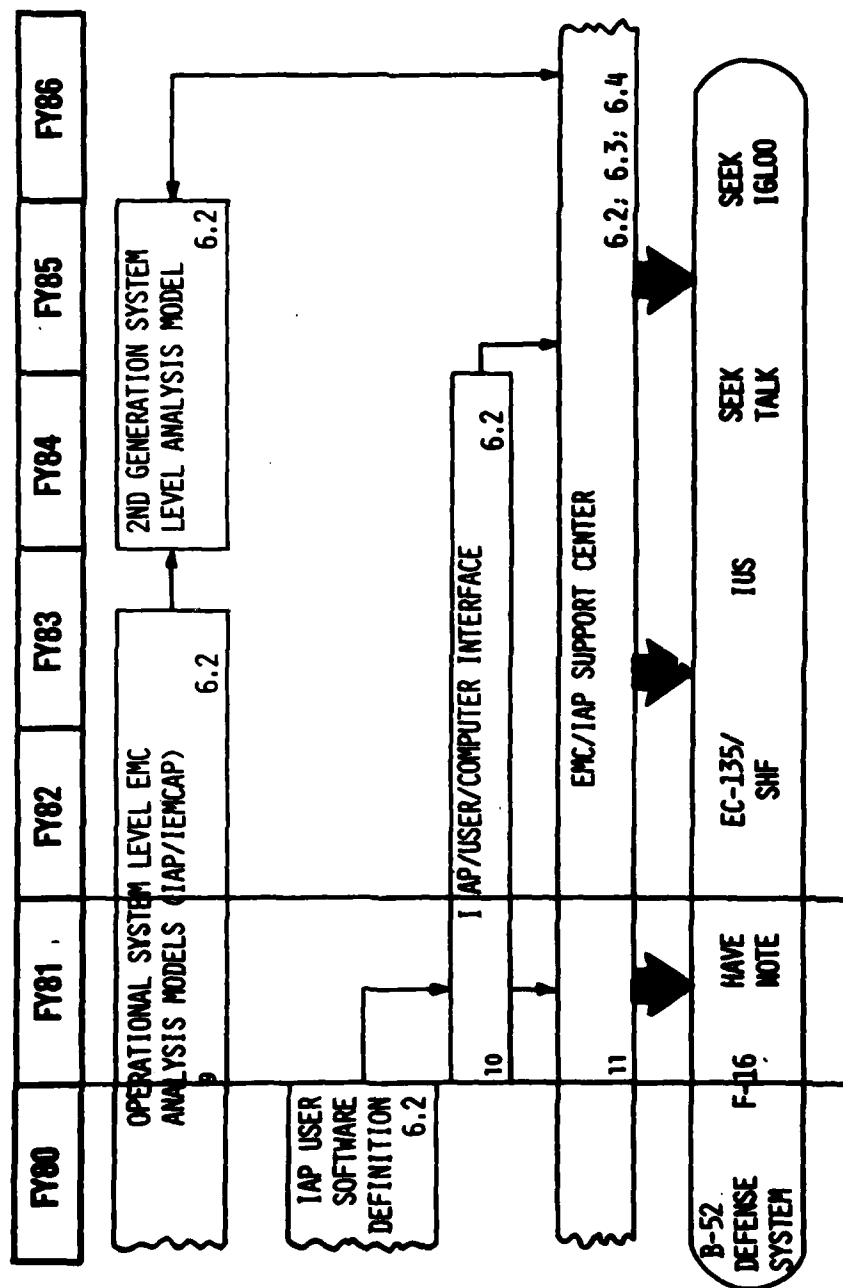 FY80 FY81 FY82 FY83 FY84 FY85 FY86
OPERATIONAL SYSTEM LEVEL EMC
ANALYSIS MODELS (IAP/IEMCAP)
9
6.2
2ND GENERATION SYSTEM
LEVEL ANALYSIS MODEL
6.2
IAP USER
SOFTWARE
DEFINITION
6.2
I AP/USER/COMPUTER INTERFACE
10
6.2
EMC/IAP SUPPORT CENTER
11
6.2; 6.3; 6.4
B-52
DEFENSE
SYSTEM
F-16
HAVE
NOTE
EC-135/
SHF
IUS
SEEK
TALK
SEEK
IGLOO